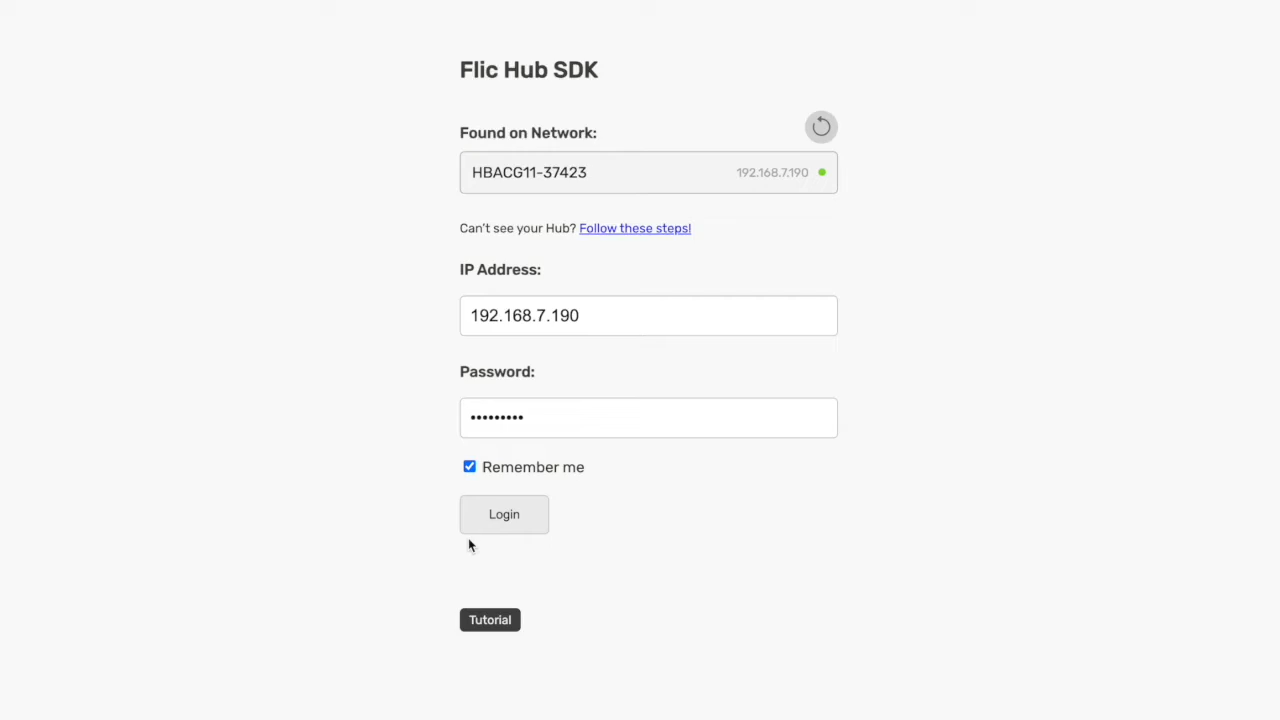 Flic Hub SDK
Found on Network:
HBACG11-37423 192.168.7.190
Can't see your Hub? Follow these steps!
IP Address:
192.168.7.190
Password:
•••••••••
Remember me
Login
Tutorial